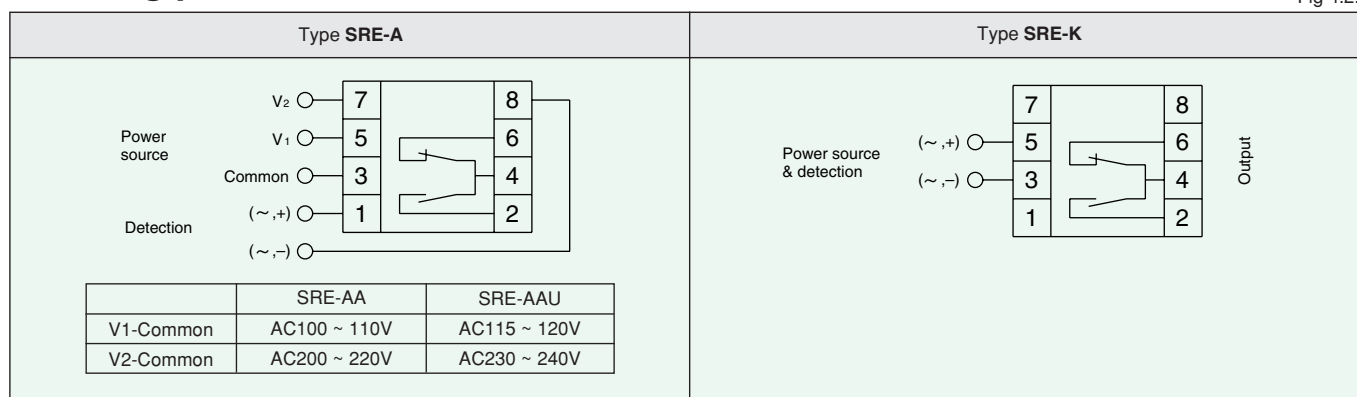 Type SRE-A
Type SRE-K
V2
7
8
Power
source
V1
5
6
Common
3
4
Detection
(~,+)
1
2
(~,–)
SRE-AA SRE-AAU
V1-Common AC100 ~ 110V AC115 ~ 120V
V2-Common AC200 ~ 220V AC230 ~ 240V
7
8
Power source
& detection
(~,+)
5
6
(~,–)
3
4
1
2
Output